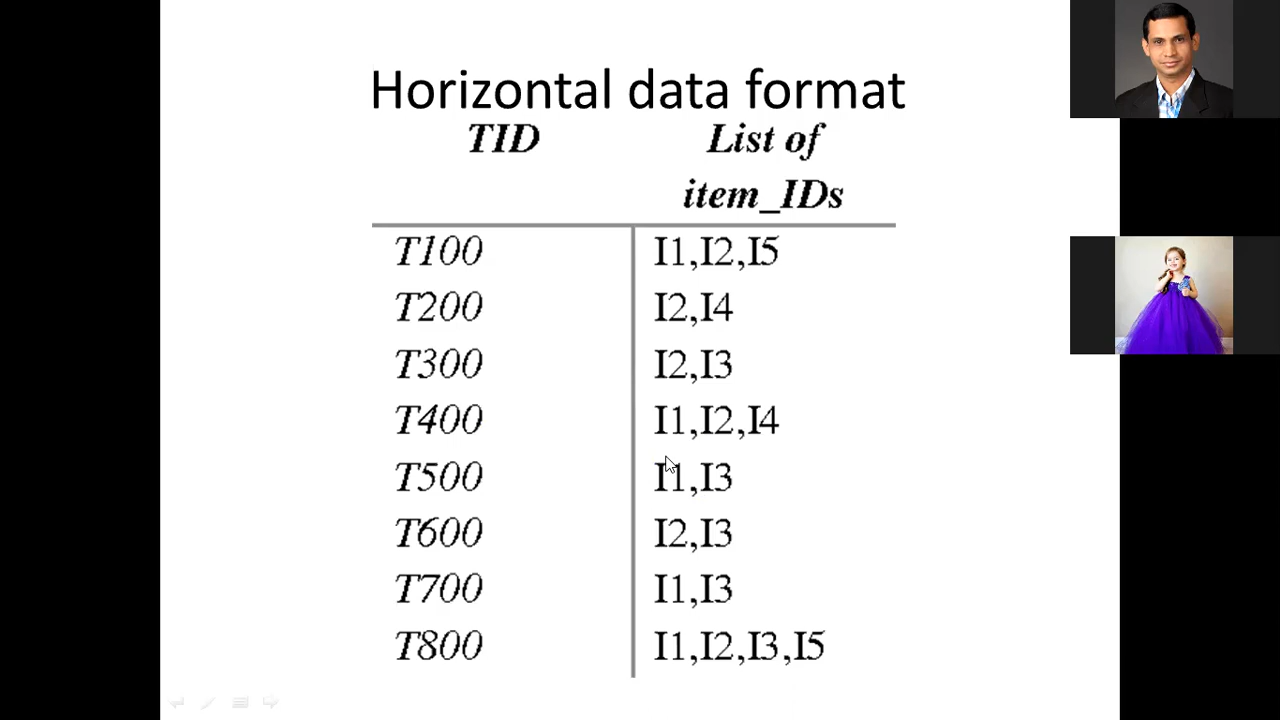 Horizontal data format
TID List of
item_IDs
T100 I1,I2,I5
T200 I2,I4
T300 I2,I3
T400 I1,I2,I4
T500 I1,I3
T600 I2,I3
T700 I1,I3
T800 I1,I2,I3,I5